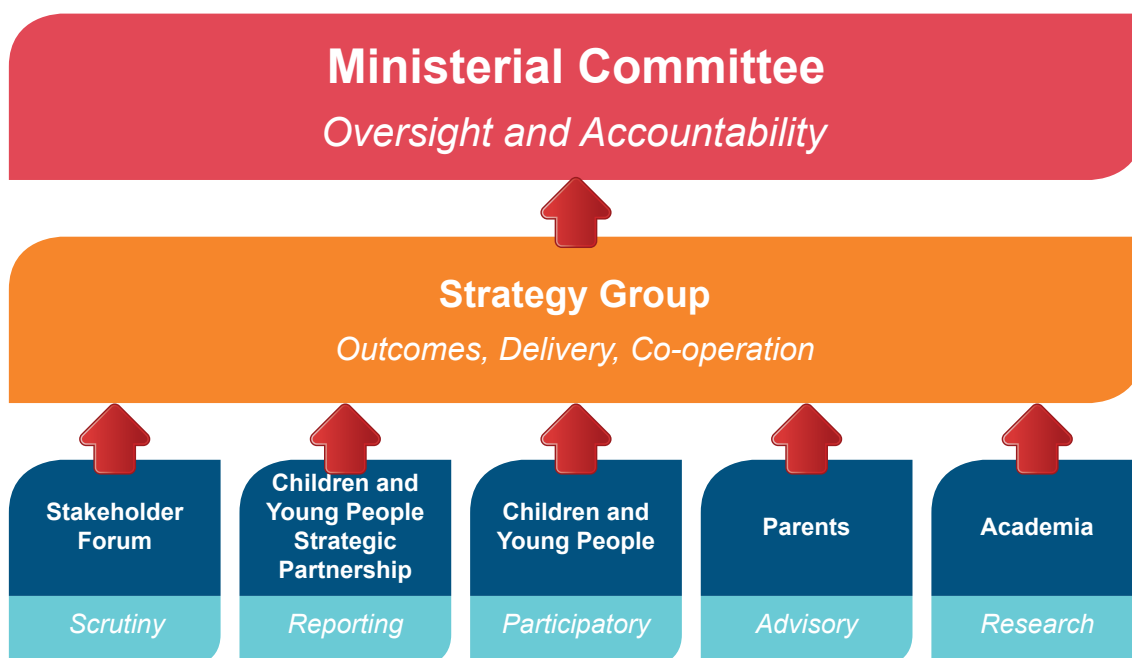 Ministerial Committee
Oversight and Accountability
Strategy Group
Outcomes, Delivery, Co-operation
Stakeholder
Forum
Scrutiny
Children and
Young People
Strategic
Partnership
Reporting
Children and
Young People
Participatory
Parents
Advisory
Academia
Research